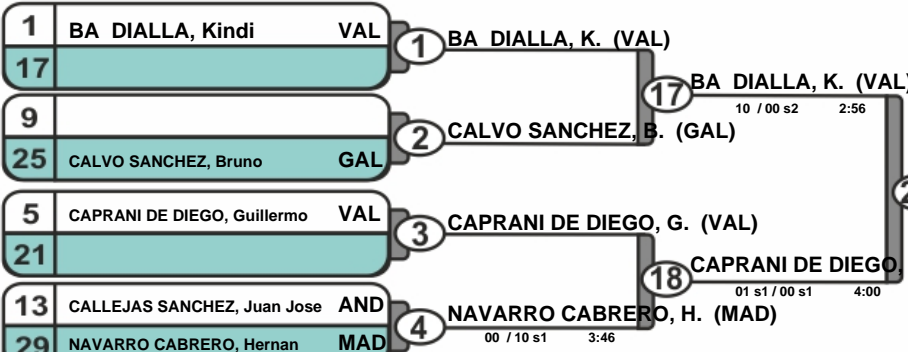 1 BA DIALLA, Kindi VAL
17
1 BA DIALLA, K. (VAL)
17 BA DIALLA, K. (VAL)
10 / 00 s2 2:56
9
25 CALVO SANCHEZ, Bruno GAL
2 CALVO SANCHEZ, B. (GAL)
5 CAPRANI DE DIEGO, Guillermo VAL
21
3 CAPRANI DE DIEGO, G. (VAL)
18 CAPRANI DE DIEGO,
01 s1 / 00 s1 4:00
13 CALLEJAS SANCHEZ, Juan Jose AND
29 NAVARRO CABRERO, Hernan MAD
4 NAVARRO CABRERO, H. (MAD)
00 / 10 s1 3:46